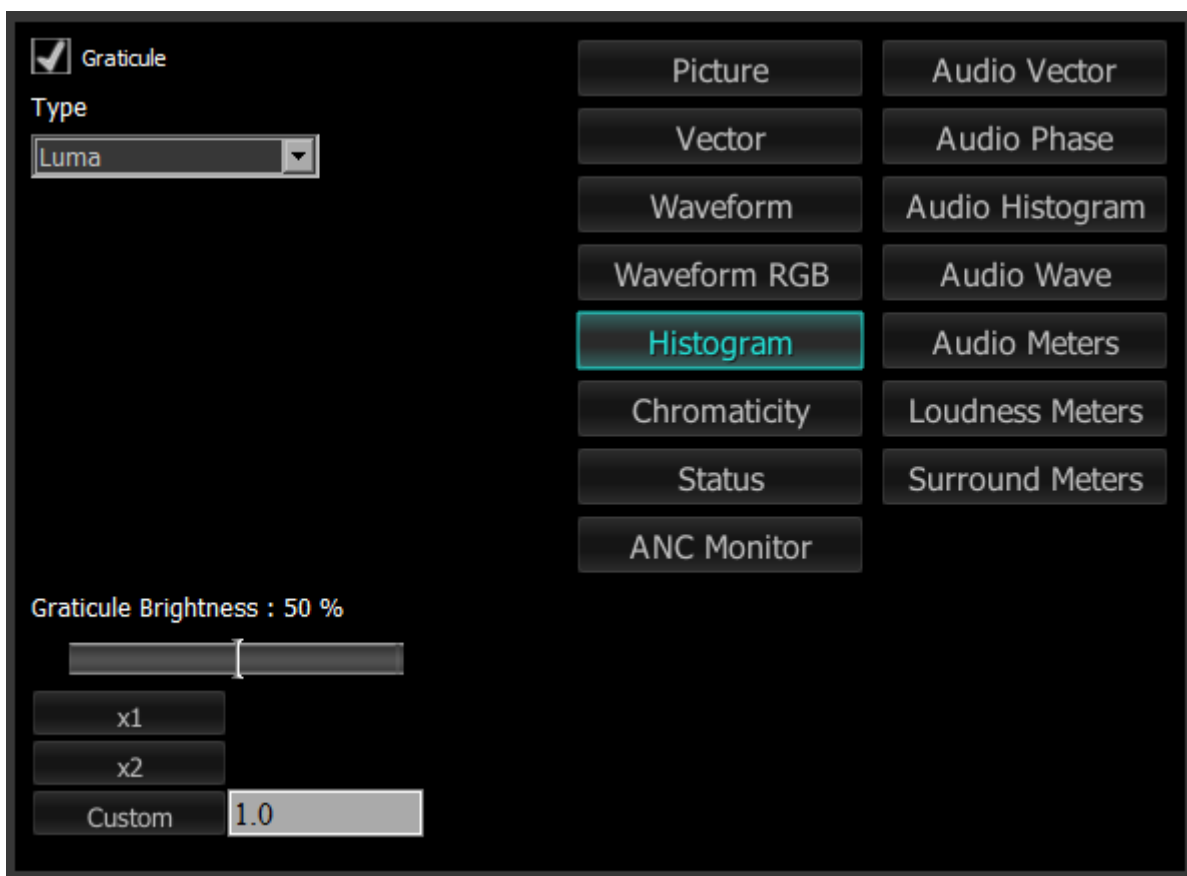 Graticule
Type
Luma
Picture
Audio Vector
Vector
Audio Phase
Waveform
Audio Histogram
Waveform RGB
Audio Wave
Histogram
Audio Meters
Chromaticity
Loudness Meters
Status
Surround Meters
ANC Monitor
Graticule Brightness : 50 %
x1
x2
Custom
1.0